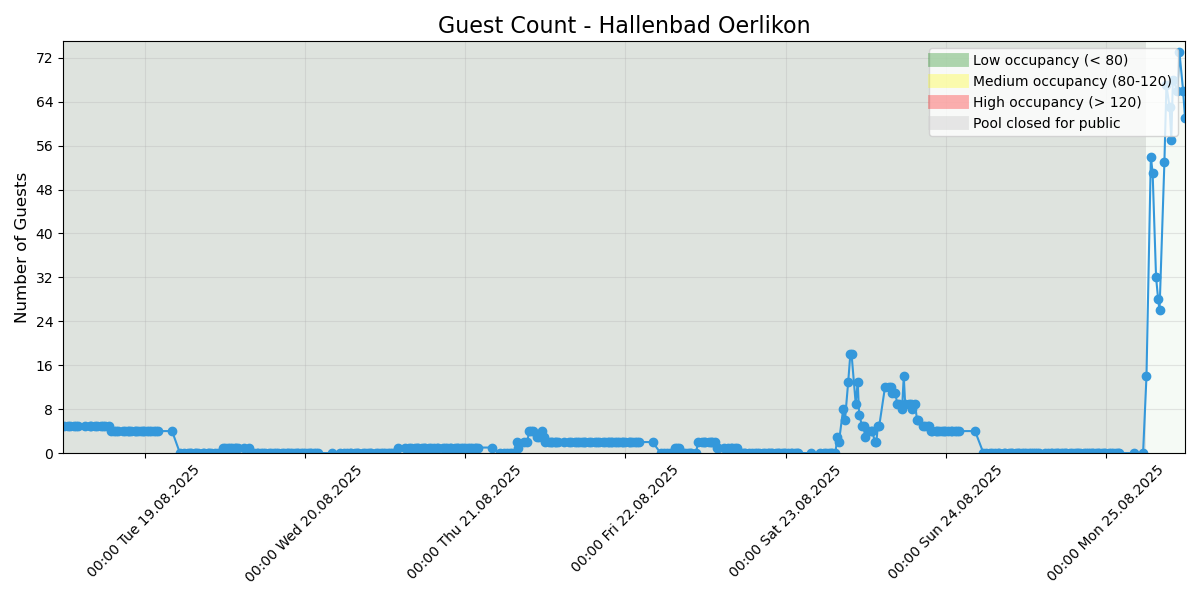 Guest Count - Hallenbad Oerlikon
Low occupancy (< 80)
Medium occupancy (80-120)
High occupancy (> 120)
Pool closed for public
Number of Guests
72
64
56
48
40
32
24
16
8
0
00:00 Tue 19.08.2025
00:00 Wed 20.08.2025
00:00 Thu 21.08.2025
00:00 Fri 22.08.2025
00:00 Sat 23.08.2025
00:00 Sun 24.08.2025
00:00 Mon 25.08.2025